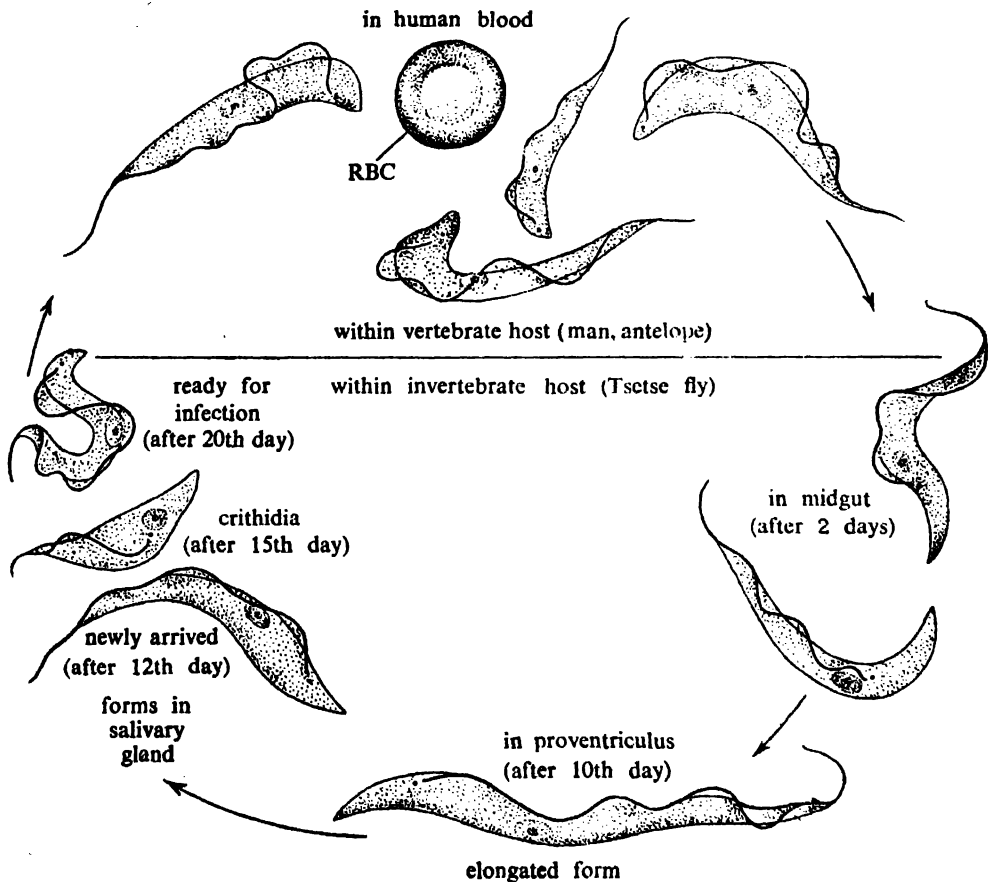 in human blood
RBC
within vertebrate host (man, antelope)
within invertebrate host (Tsetse fly)
ready for
infection
(after 20th day)
crithidia
(after 15th day)
newly arrived
(after 12th day)
forms in
salivary
gland
in midgut
(after 2 days)
in proventriculus
(after 10th day)
elongated form